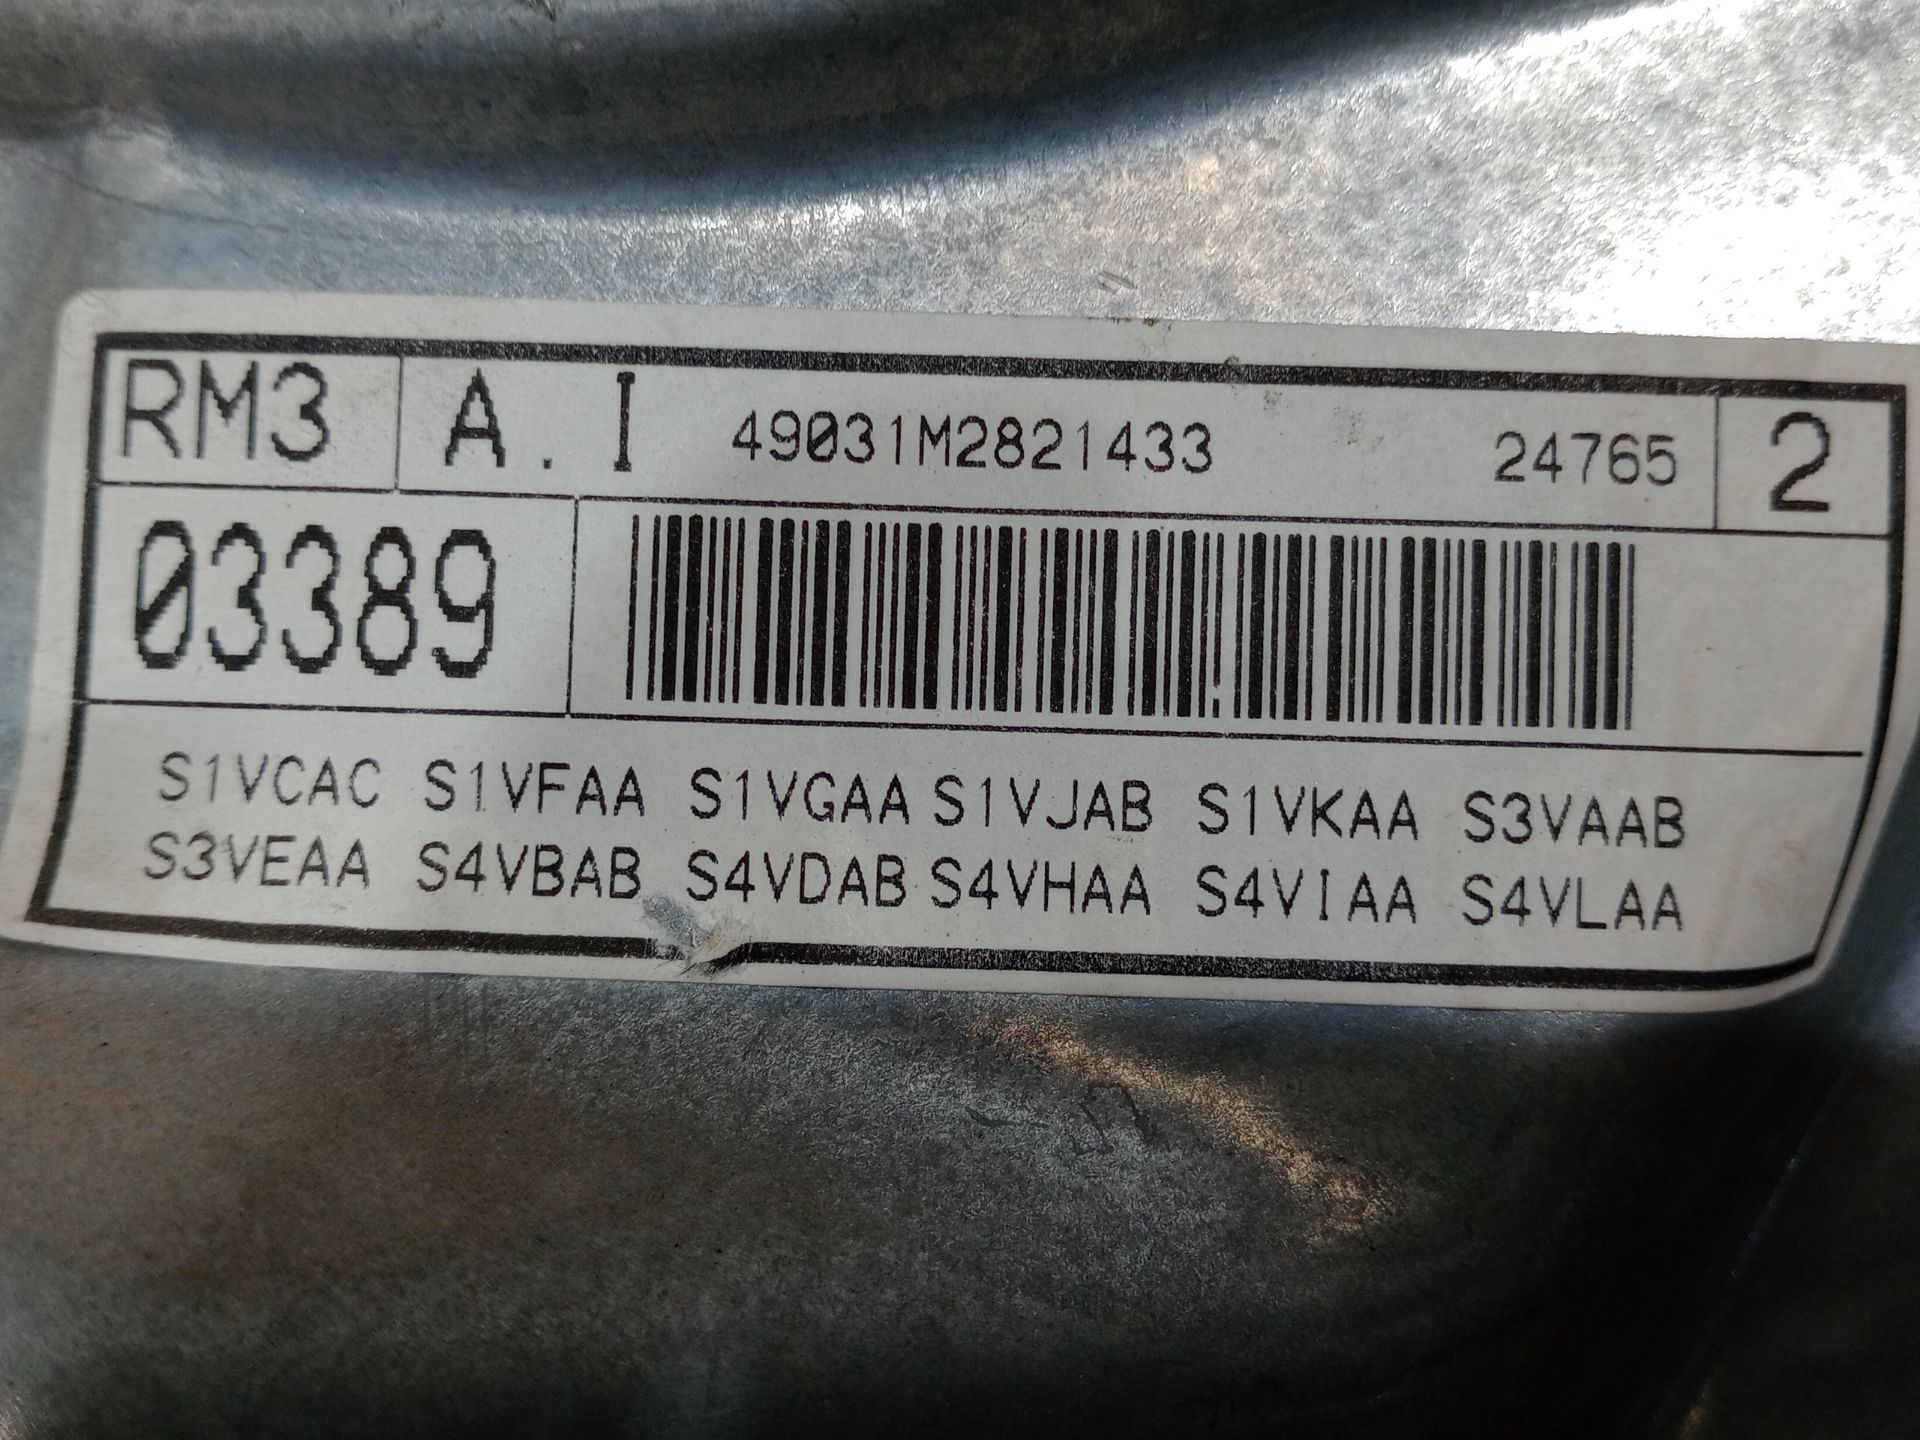 RM3 A.I 49031M2821433 24765 2
03389
S1VCAC S1VFAA S1VGAA S1VJAB S1VKAA S3VAAB
S3VEAA S4VBAB S4VDAB S4VHAA S4VIAA S4VLAA